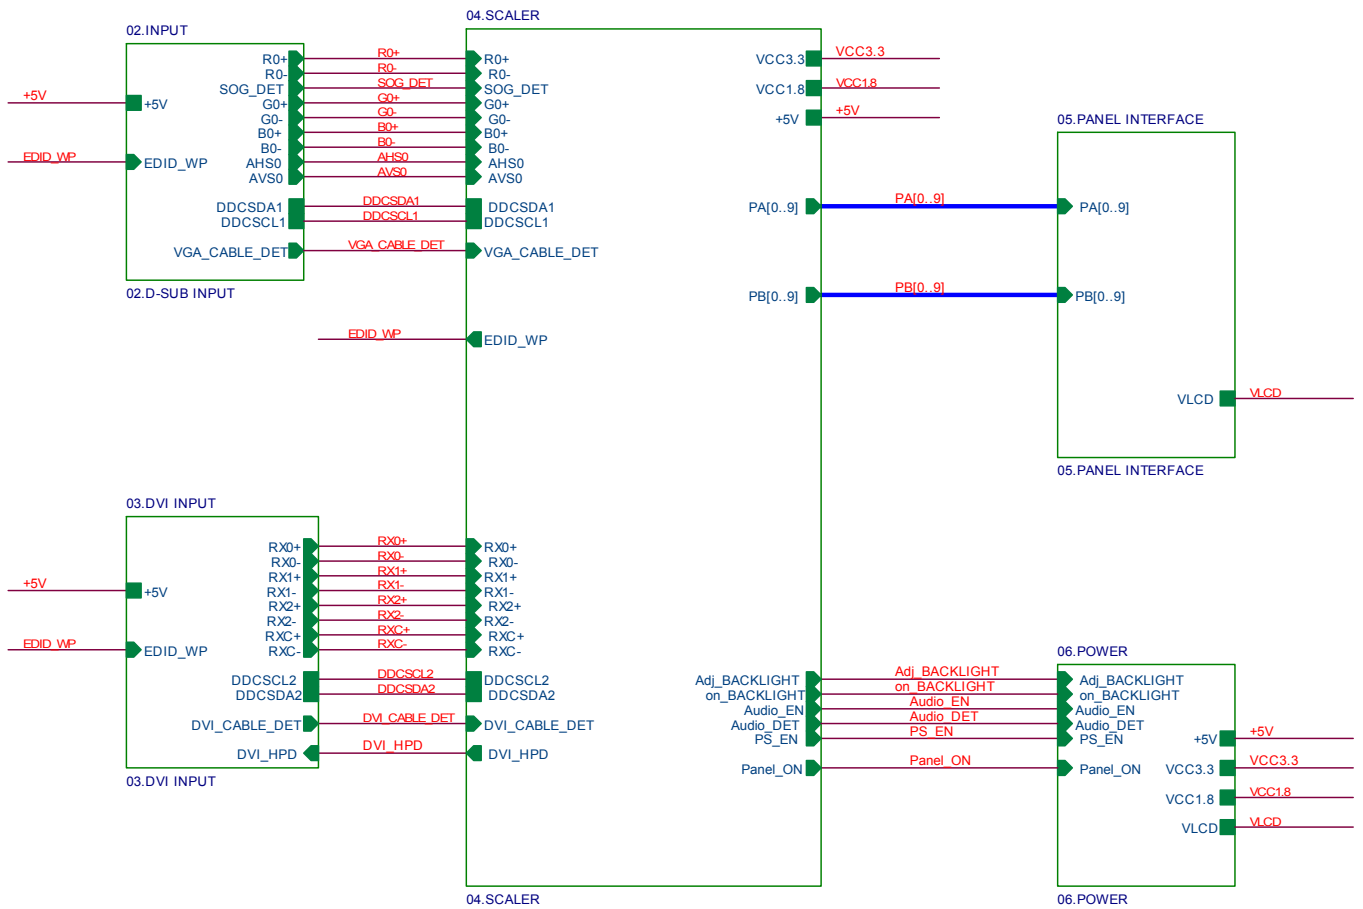 02.INPUT
+5V
EDID_WP
+5V
EDID_WP
R0+
R0-
SOG_DET
G0+
G0-
B0+
B0-
AHS0
AVS0
DDCSDA1
DDCSCL1
VGA_CABLE_DET
02.D-SUB INPUT
R0+
R0-
SOG_DET
G0+
G0-
B0+
B0-
AHS0
AVS0
DDCSDA1
DDCSCL1
VGA_CABLE_DET
EDID_WP
03.DVI INPUT
+5V
EDID_WP
+5V
EDID_WP
RX0+
RX0-
RX1+
RX1-
RX2+
RX2-
RXC+
RXC-
DDCSCL2
DDCSDA2
DVI_CABLE_DET
DVI_HPD
03.DVI INPUT
RX0+
RX0-
RX1+
RX1-
RX2+
RX2-
RXC+
RXC-
DDCSCL2
DDCSDA2
DVI_CABLE_DET
DVI_HPD
04.SCALER
R0+
R0-
SOG_DET
G0+
G0-
B0+
B0-
AHS0
AVS0
DDCSDA1
DDCSCL1
VGA_CABLE_DET
EDID_WP
RX0+
RX0-
RX1+
RX1-
RX2+
RX2-
RXC+
RXC-
DDCSCL2
DDCSDA2
DVI_CABLE_DET
DVI_HPD
VCC3.3
VCC1.8
+5V
PA[0..9]
PB[0..9]
Adj_BACKLIGHT
on_BACKLIGHT
Audio_EN
Audio_DET
PS_EN
Panel_ON
04.SCALER
VCC3.3
VCC1.8
+5V
PA[0..9]
PB[0..9]
Adj_BACKLIGHT
on_BACKLIGHT
Audio_EN
Audio_DET
PS_EN
Panel_ON
05.PANEL INTERFACE
PA[0..9]
PB[0..9]
VLCD
VLCD
05.PANEL INTERFACE
06.POWER
Adj_BACKLIGHT
on_BACKLIGHT
Audio_EN
Audio_DET
PS_EN
Panel_ON
+5V
VCC3.3
VCC1.8
VLCD
+5V
VCC3.3
VCC1.8
VLCD
06.POWER